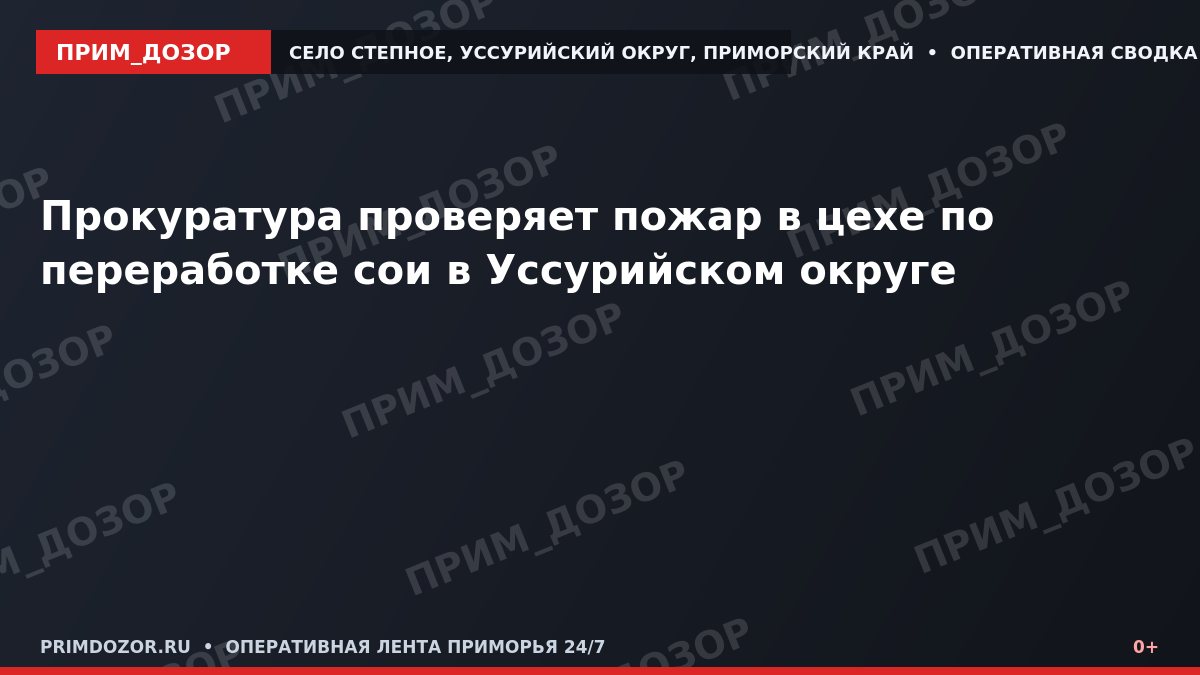 ПРИМ_ДОЗОР СЕЛО СТЕПНОЕ, УССУРИЙСКИЙ ОКРУГ, ПРИМОРСКИЙ КРАЙ • ОПЕРАТИВНАЯ СВОДКА
Прокуратура проверяет пожар в цехе по
переработке сои в Уссурийском округе
PRIMDOZOR.RU • ОПЕРАТИВНАЯ ЛЕНТА ПРИМОРЬЯ 24/7 0+